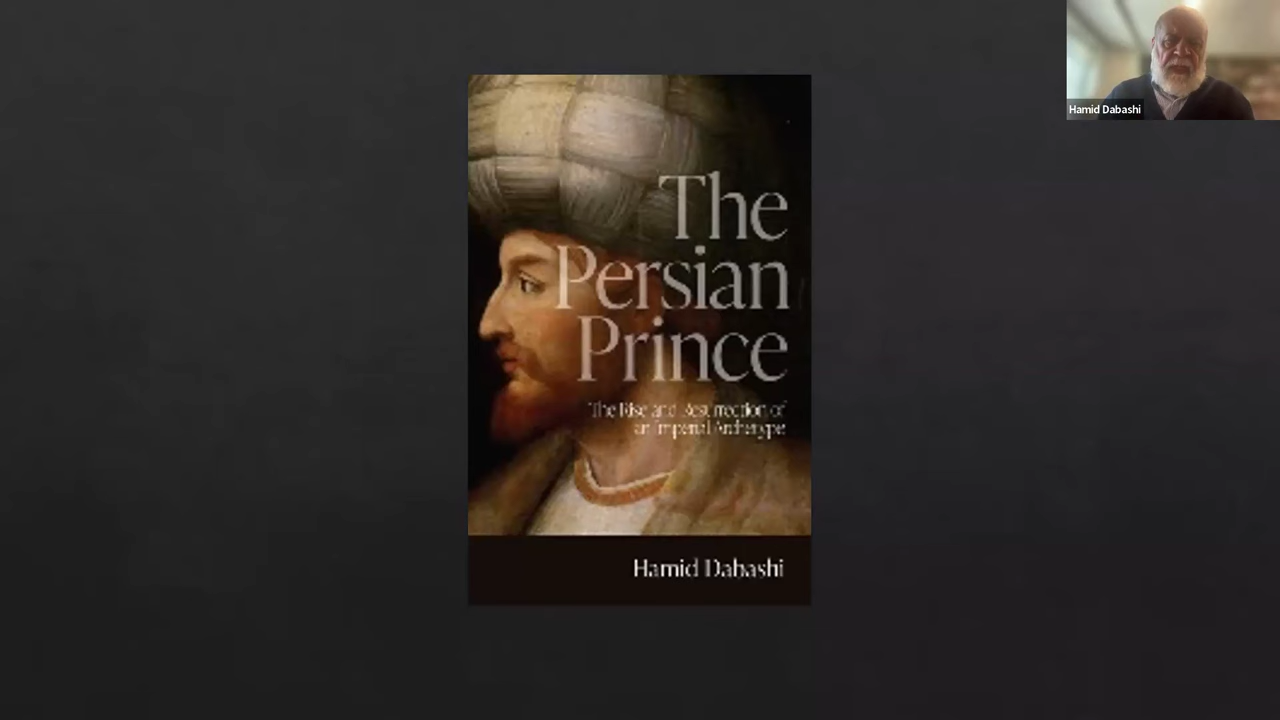 The
Persian
Prince
The Rise and Resurrection of
an Imperial Archetype
Hamid Dabashi
Hamid Dabashi